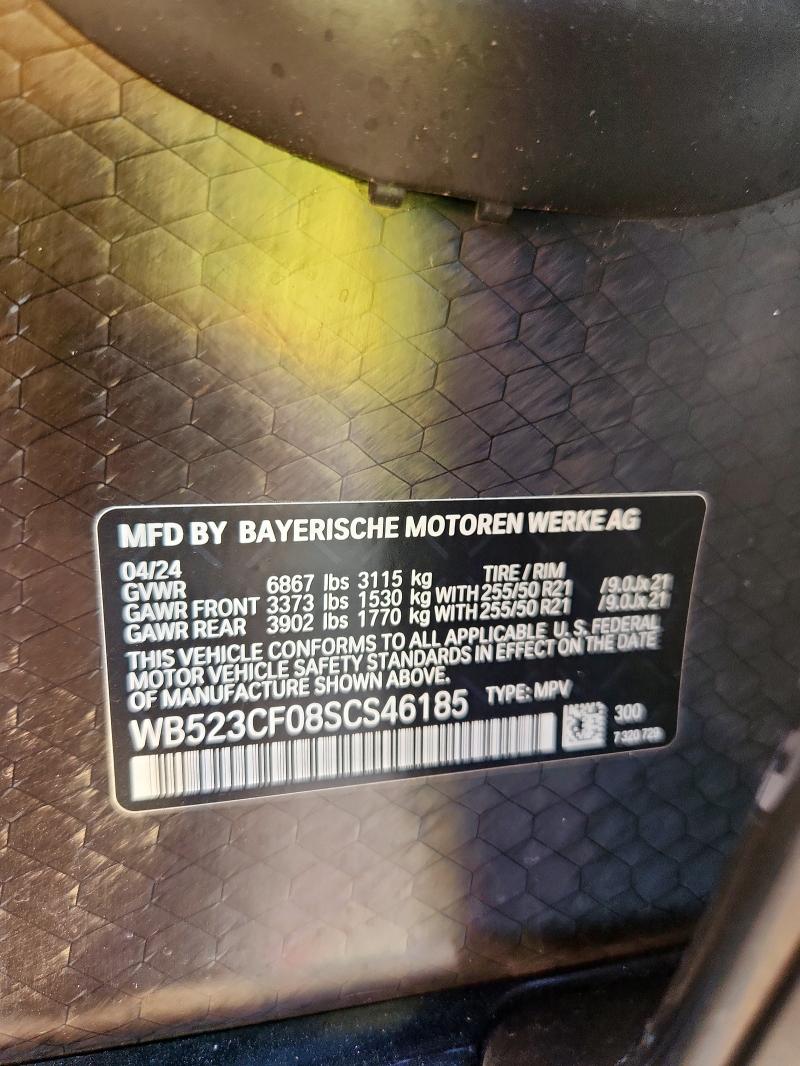 MFD BY BAYERISCHE MOTOREN WERKE AG
04/24 TIRE / RIM
GVWR 6867 lbs 3115 kg
GAWR FRONT 3373 lbs 1530 kg WITH 255/50 R21 /9.0Jx21
GAWR REAR 3902 lbs 1770 kg WITH 255/50 R21 /9.0Jx21
THIS VEHICLE CONFORMS TO ALL APPLICABLE U.S. FEDERAL
MOTOR VEHICLE SAFETY STANDARDS IN EFFECT ON THE DATE
OF MANUFACTURE SHOWN ABOVE.
WB523CF08SCS46185 TYPE: MPV
300
7 320 729